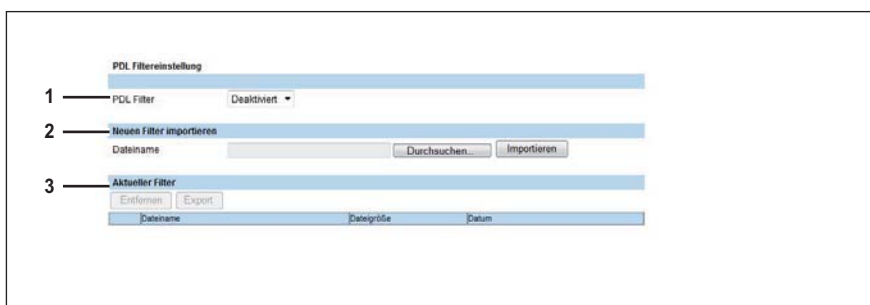 PDL Filtereinstellung
1 PDL Filter Deaktiviert
2 Neuen Filter importieren
Dateiname Durchsuchen... Importieren
3 Aktueller Filter
Entfernen Export
Dateiname Dateigröße Datum